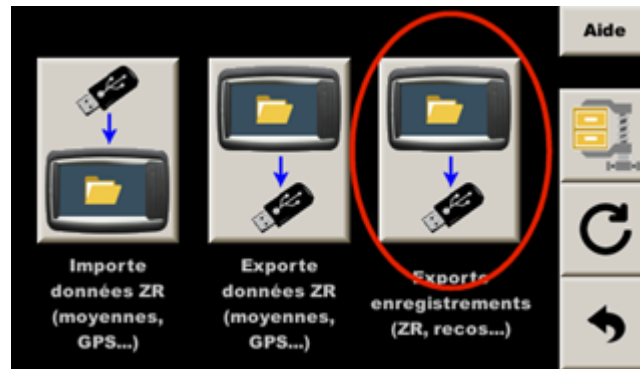 Aide
Importe
données ZR
(moyennes,
GPS...)
Exporte
données ZR
(moyennes,
GPS...)
Exporte
enregistrements
(ZR, recos...)